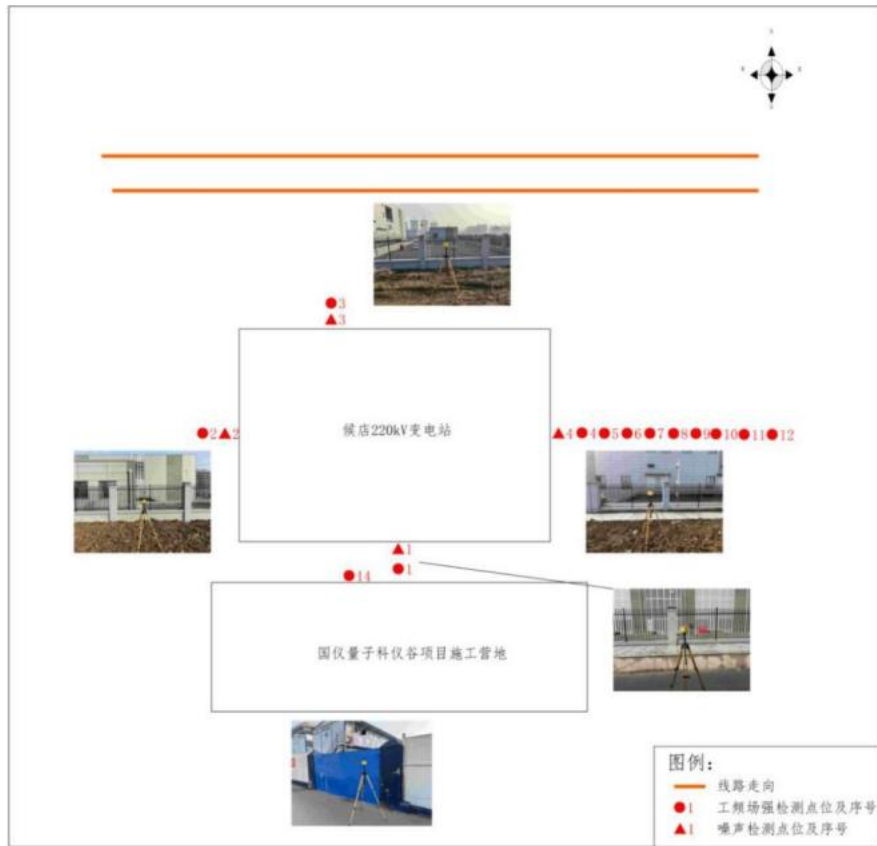 3
3
候店220kV变电站
2 2
4 4 5 6 7 8 9 10 11 12
1
14 1
国仪量子科仪谷项目施工营地
图例：
线路走向
1 工频场强检测点位及序号
1 噪声检测点位及序号